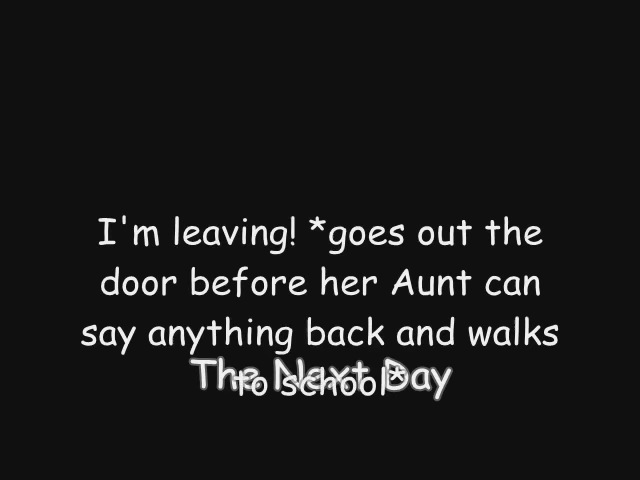 I'm leaving! *goes out the
door before her Aunt can
say anything back and walks
The Next Day
to school*